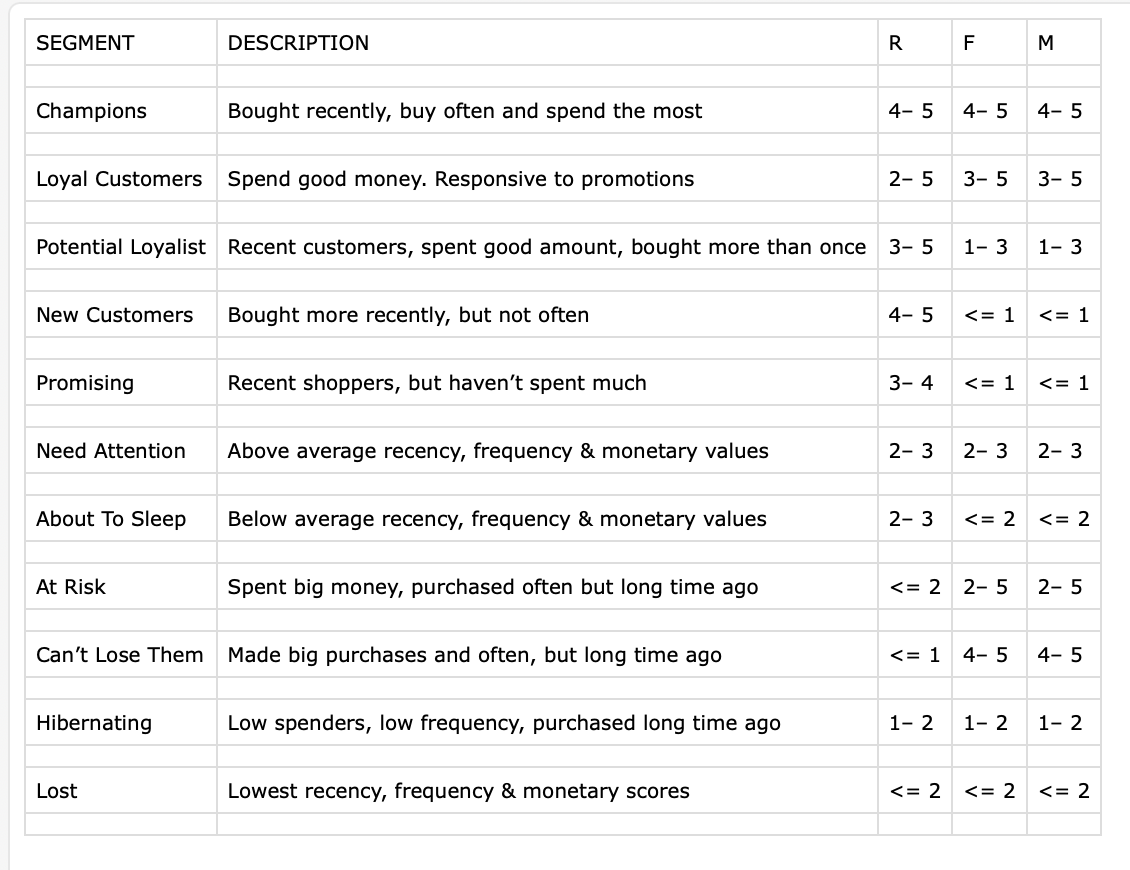 SEGMENT DESCRIPTION R F M
Champions Bought recently, buy often and spend the most 4– 5 4– 5 4– 5
Loyal Customers Spend good money. Responsive to promotions 2– 5 3– 5 3– 5
Potential Loyalist Recent customers, spent good amount, bought more than once 3– 5 1– 3 1– 3
New Customers Bought more recently, but not often 4– 5 <= 1 <= 1
Promising Recent shoppers, but haven’t spent much 3– 4 <= 1 <= 1
Need Attention Above average recency, frequency & monetary values 2– 3 2– 3 2– 3
About To Sleep Below average recency, frequency & monetary values 2– 3 <= 2 <= 2
At Risk Spent big money, purchased often but long time ago <= 2 2– 5 2– 5
Can’t Lose Them Made big purchases and often, but long time ago <= 1 4– 5 4– 5
Hibernating Low spenders, low frequency, purchased long time ago 1– 2 1– 2 1– 2
Lost Lowest recency, frequency & monetary scores <= 2 <= 2 <= 2